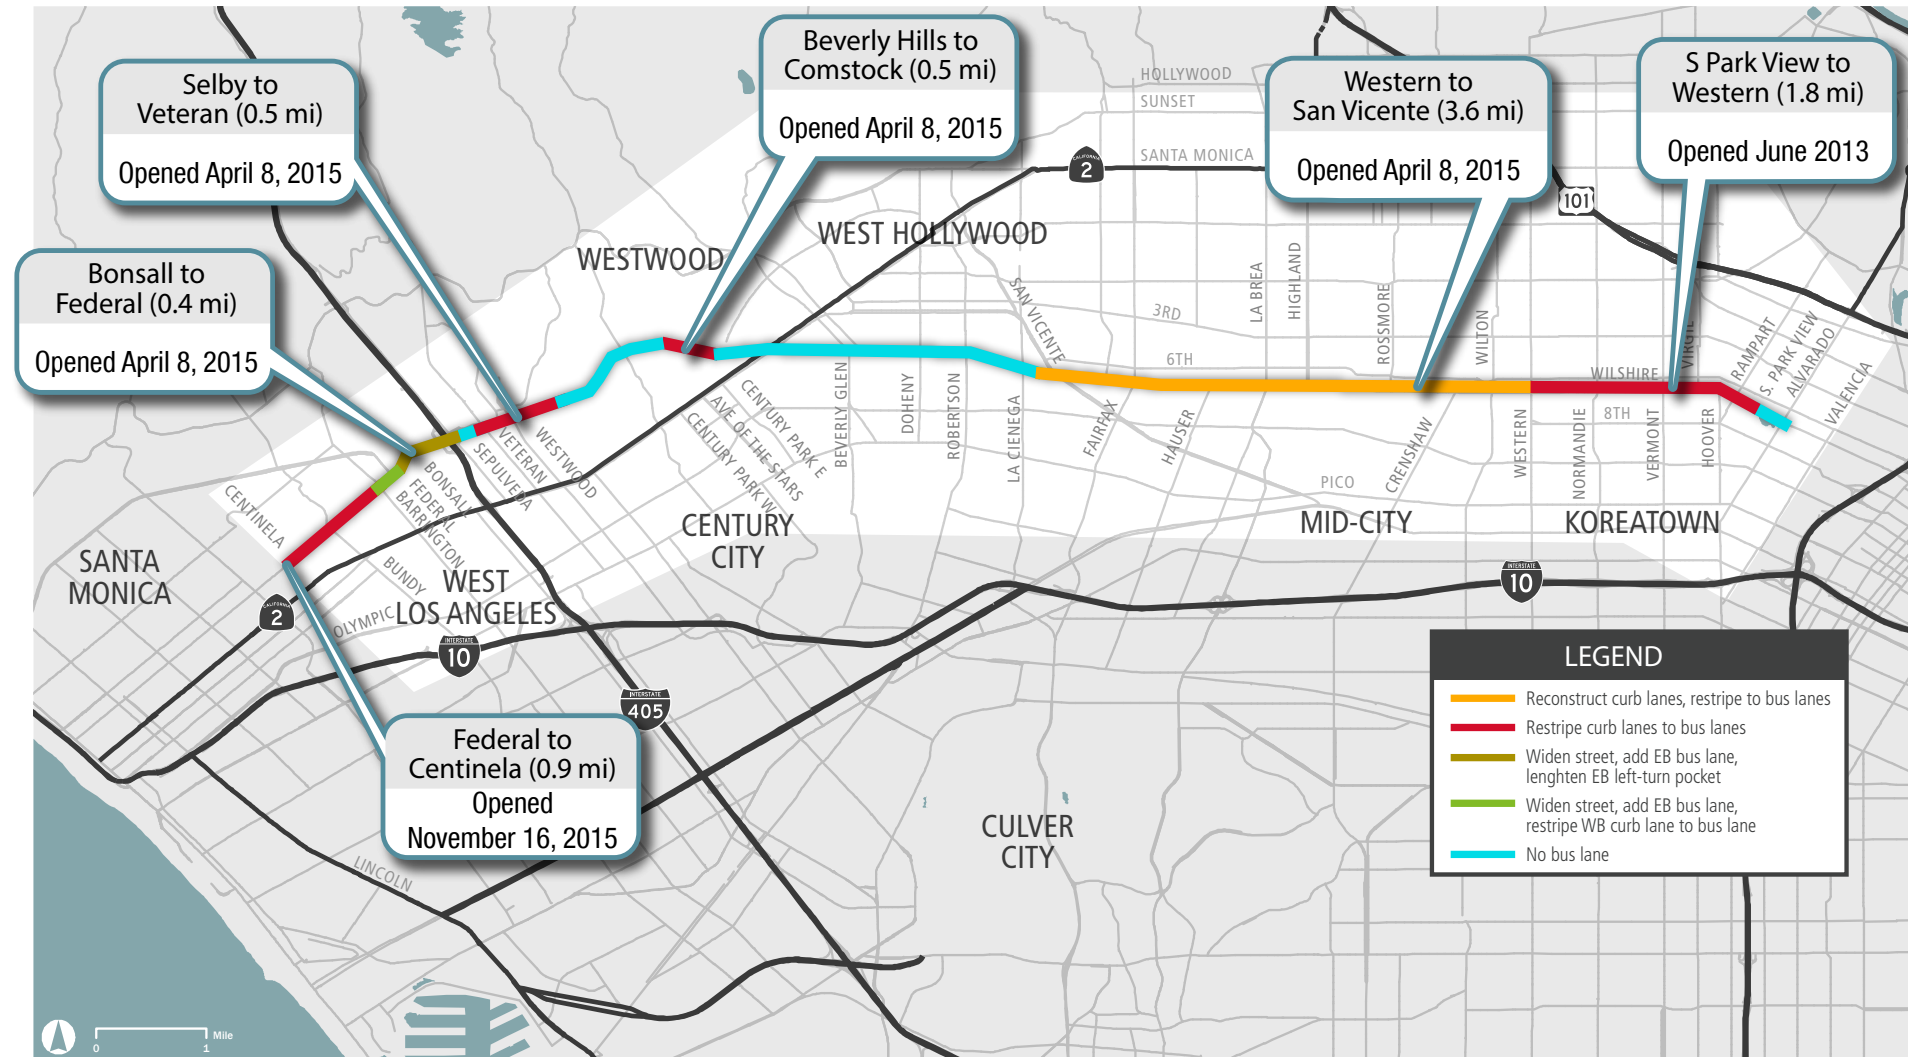 Beverly Hills to
Comstock (0.5 mi)
Opened April 8, 2015
S Park View to
Western (1.8 mi)
Opened June 2013
Selby to
Veteran (0.5 mi)
Opened April 8, 2015
Western to
San Vicente (3.6 mi)
Opened April 8, 2015
HOLLYWOOD
SUNSET
SANTA MONICA
CALIFORNIA
2
101
WESTWOOD
WEST HOLLYWOOD
Bonsall to
Federal (0.4 mi)
Opened April 8, 2015
SAN VICENTE
3RD
6TH
LA BREA
HIGHLAND
ROSSMORE
WILTON
WILSHIRE
VIRGIL
RAMPART
S. PARK VIEW
ALVARADO
VALENCIA
BEVERLY GLEN
DOHENY
ROBERTSON
LA CIENEGA
FAIRFAX
HAUSER
CRENSHAW
WESTERN
NORMANDIE
8TH
VERMONT
HOOVER
PICO
CENTURY PARK E
AVE OF THE STARS
CENTURY PARK W
WESTWOOD
VETERAN
SEPULVEDA
BONSALL
FEDERAL
BARRINGTON
BUNDY
CENTINELA
OLYMPIC
SANTA
MONICA
WEST
LOS ANGELES
CENTURY
CITY
MID-CITY
KOREATOWN
CALIFORNIA
2
INTERSTATE
10
INTERSTATE
10
INTERSTATE
405
Federal to
Centinela (0.9 mi)
Opened
November 16, 2015
LINCOLN
CULVER
CITY
LEGEND
Reconstruct curb lanes, restripe to bus lanes
Restripe curb lanes to bus lanes
Widen street, add EB bus lane,
lenghten EB left-turn pocket
Widen street, add EB bus lane,
restripe WB curb lane to bus lane
No bus lane
0
1
Mile